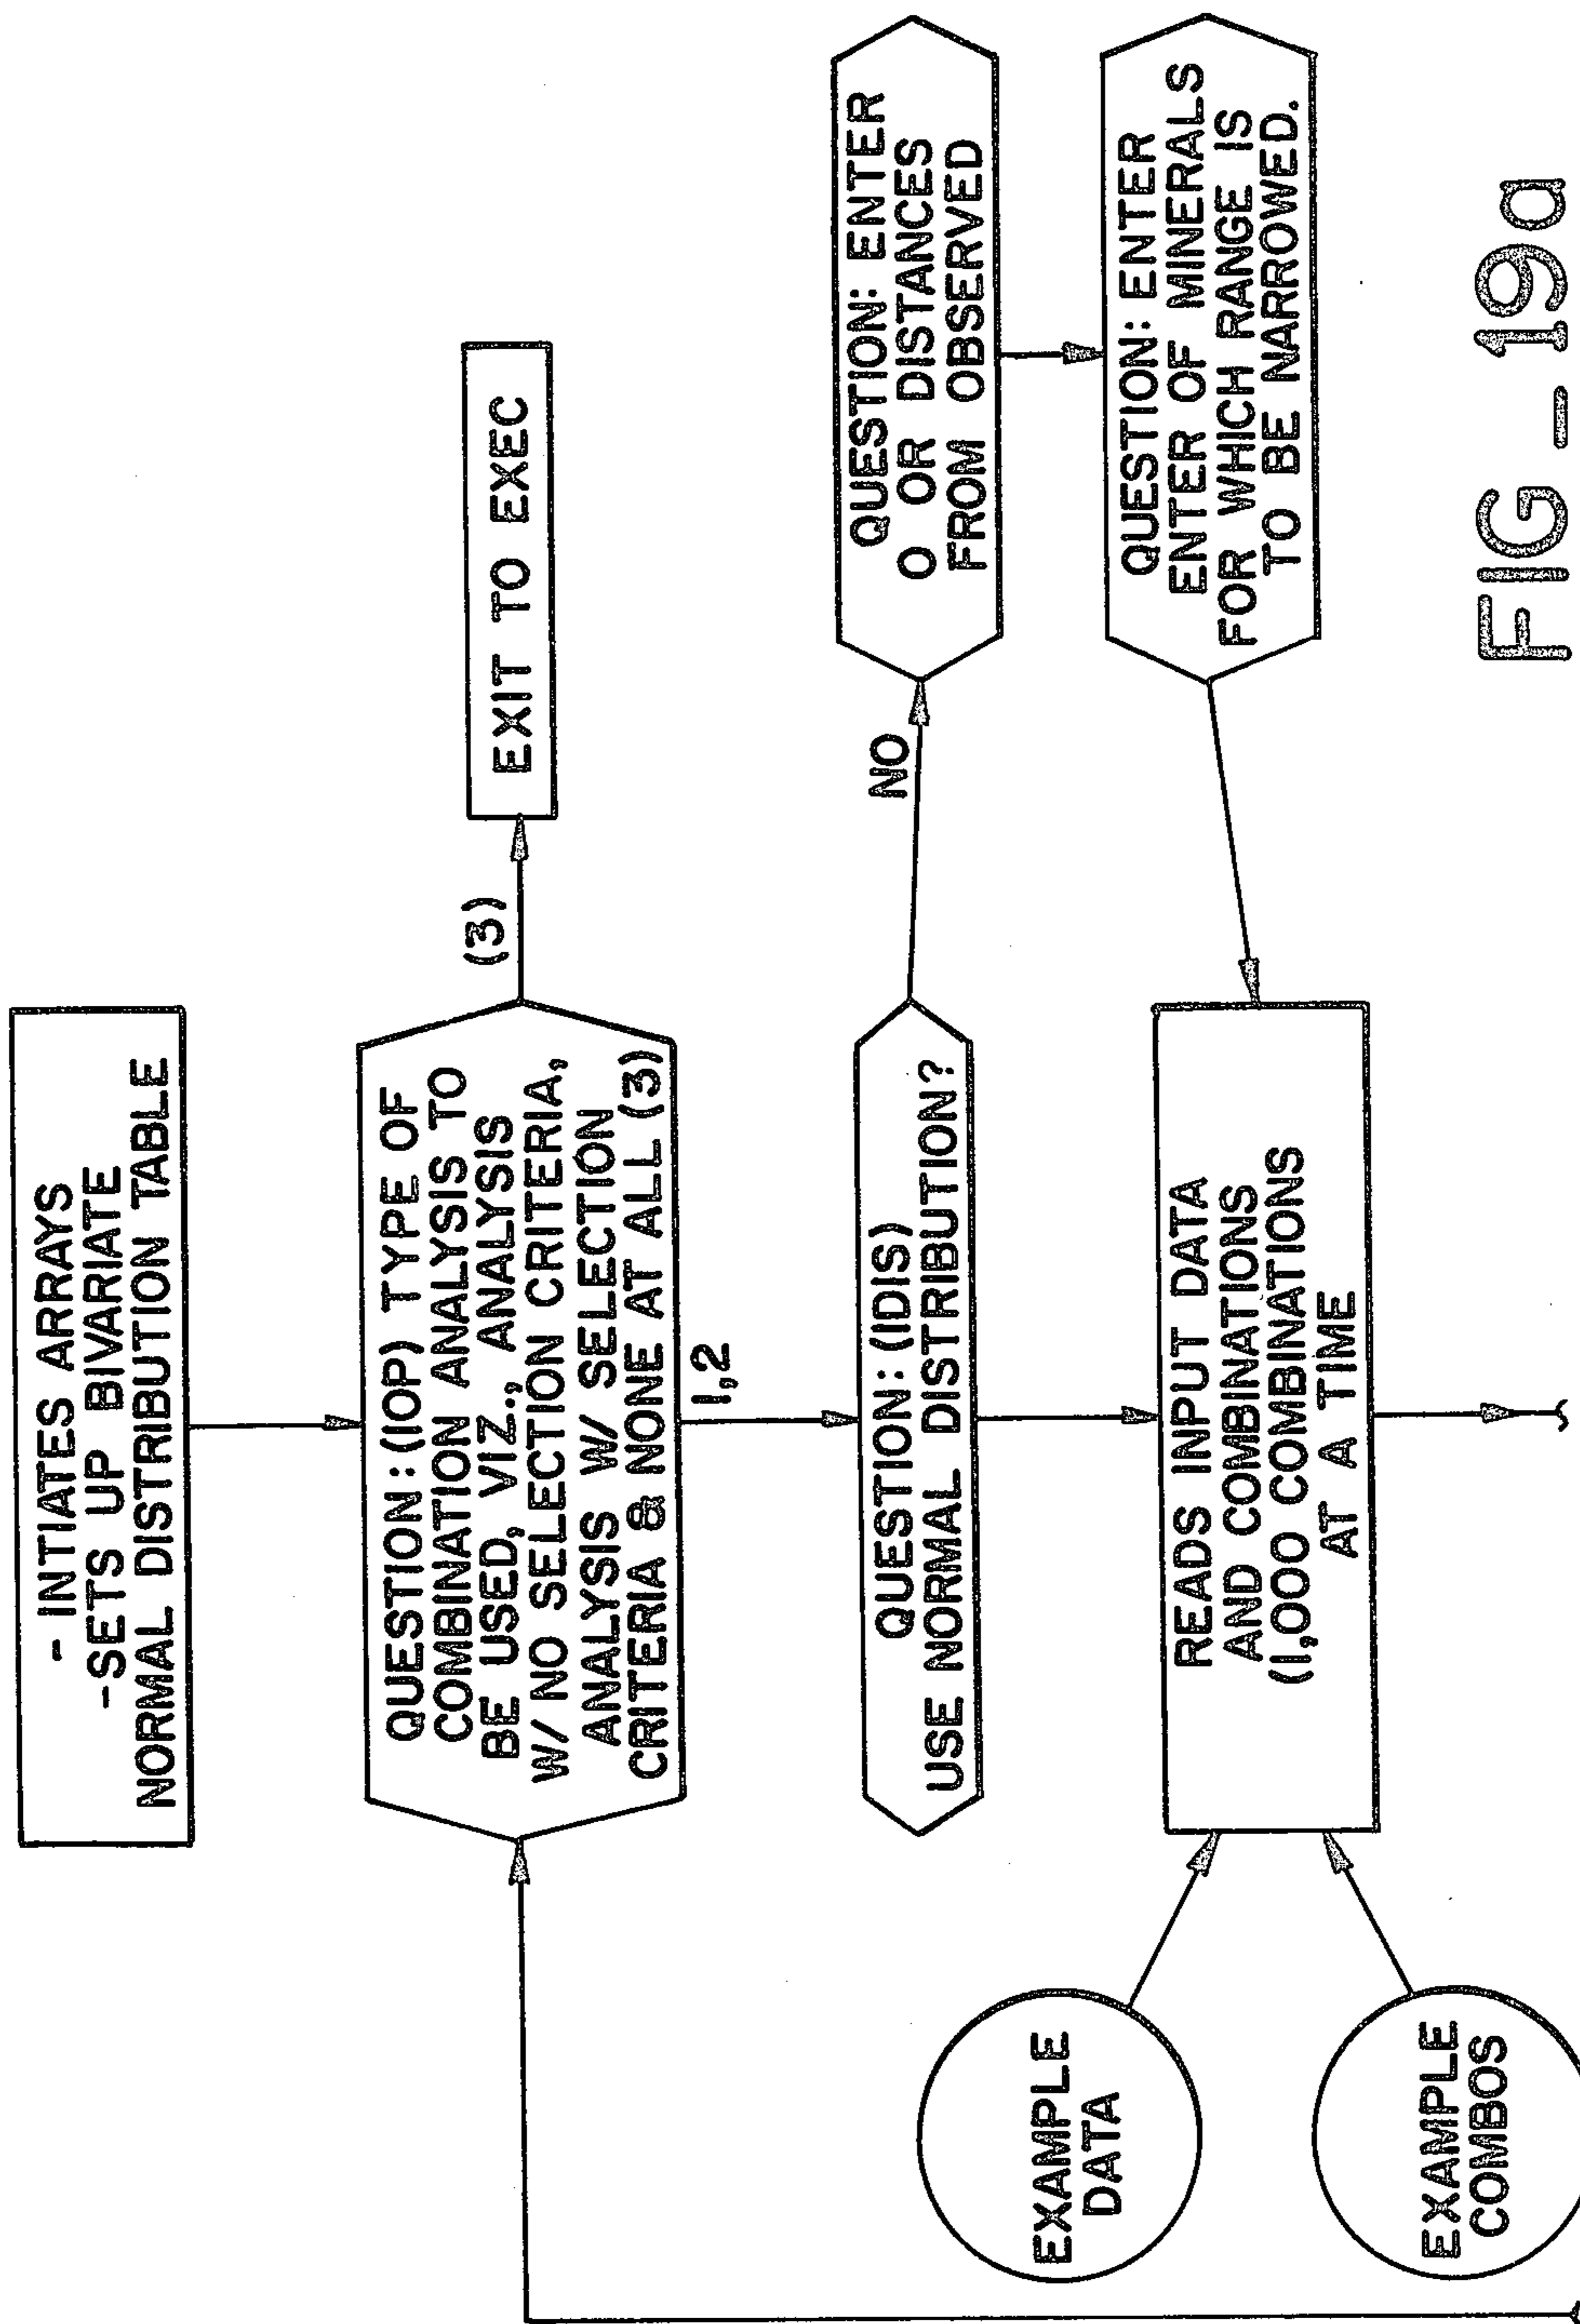 - INTIATES ARRAYS
-SETS UP BIVARIATE
NORMAL DISTRIBUTION TABLE
QUESTION: (IOP) TYPE OF
COMBINATION ANALYSIS TO
BE USED, VIZ., ANALYSIS
W/ NO SELECTION CRITERIA,
ANALYSIS W/ SELECTION
CRITERIA & NONE AT ALL (3)
(3)
EXIT TO EXEC
1,2
QUESTION: (IDIS)
USE NORMAL DISTRIBUTION?
NO
QUESTION: ENTER
O OR DISTANCES
FROM OBSERVED
QUESTION: ENTER
ENTER OF MINERALS
FOR WHICH RANGE IS
TO BE NARROWED.
READS INPUT DATA
AND COMBINATIONS
(1,000 COMBINATIONS
AT A TIME
EXAMPLE
DATA
EXAMPLE
COMBOS
FIG - 19a